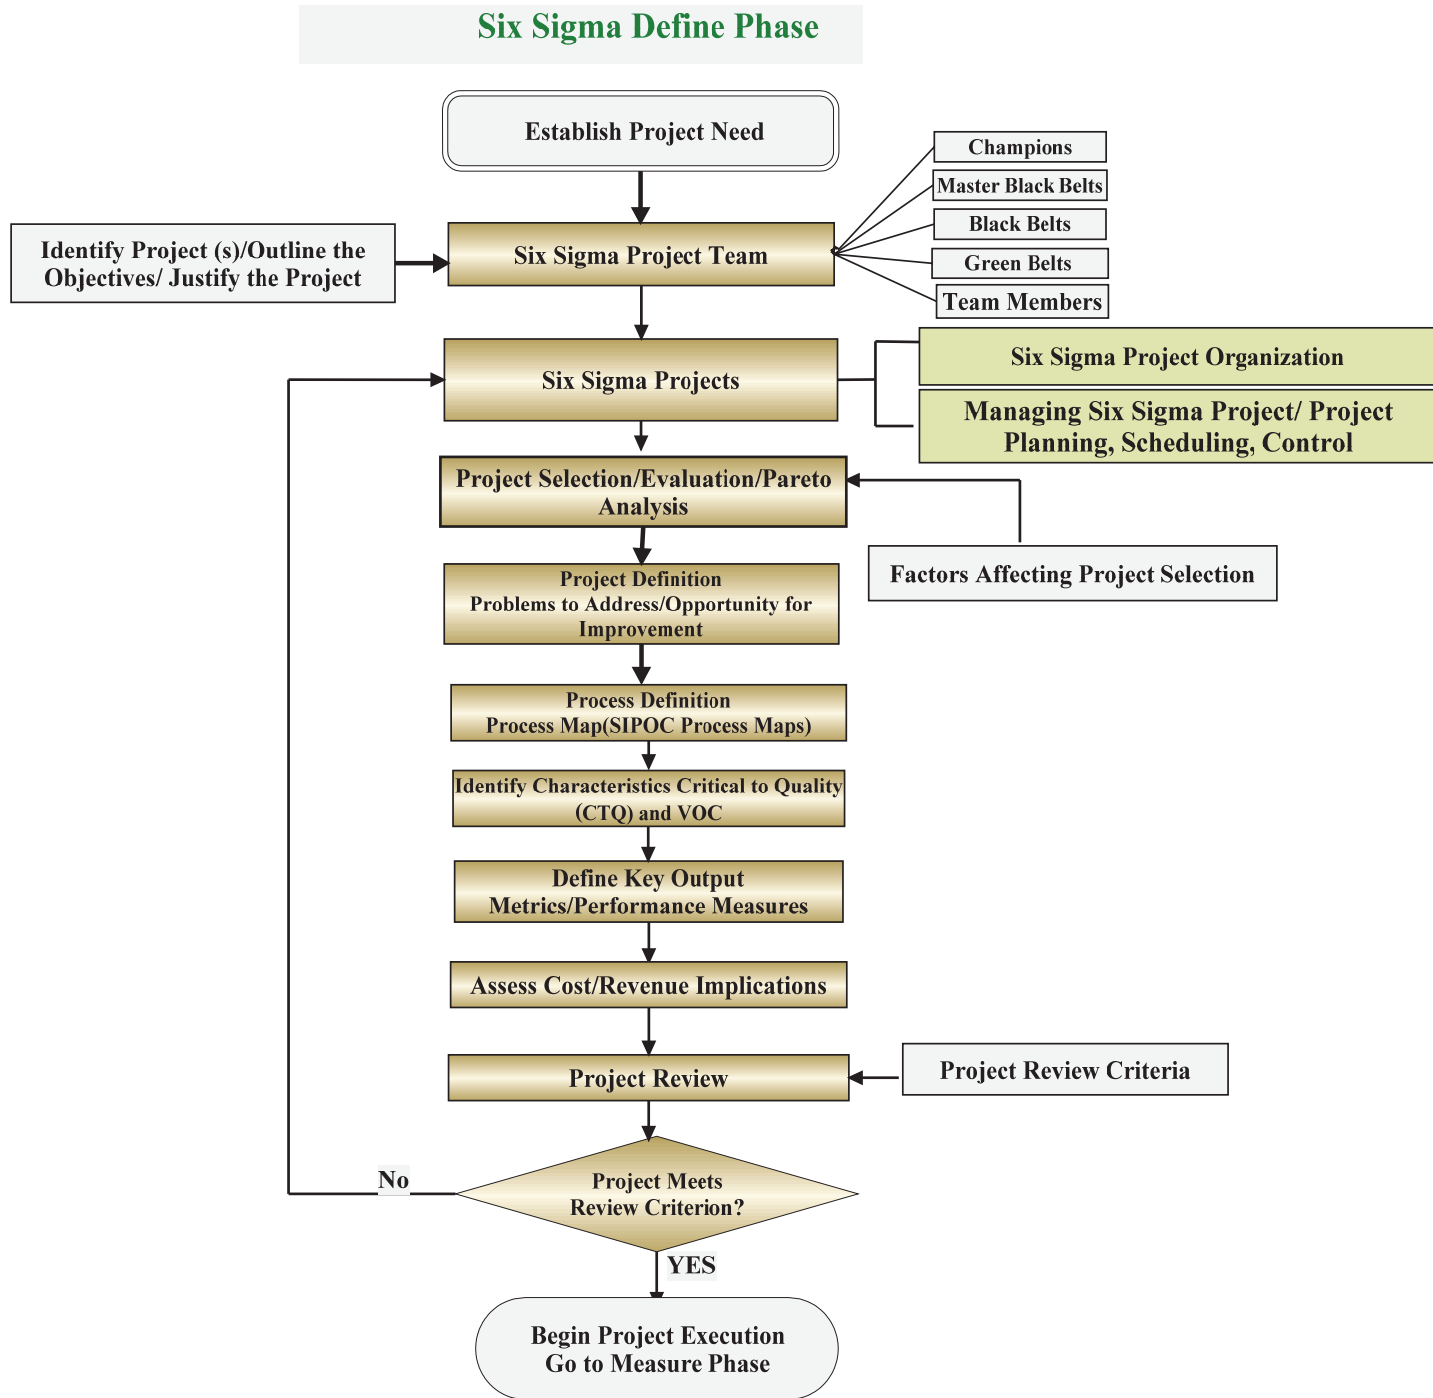 Six Sigma Define Phase
Establish Project Need
Champions
Master Black Belts
Black Belts
Green Belts
Team Members
Identify Project (s)/Outline the
Objectives/ Justify the Project
Six Sigma Project Team
Six Sigma Projects
Six Sigma Project Organization
Managing Six Sigma Project/ Project
Planning, Scheduling, Control
Project Selection/Evaluation/Pareto
Analysis
Factors Affecting Project Selection
Project Definition
Problems to Address/Opportunity for
Improvement
Process Definition
Process Map(SIPOC Process Maps)
Identify Characteristics Critical to Quality
(CTQ) and VOC
Define Key Output
Metrics/Performance Measures
Assess Cost/Revenue Implications
Project Review
Project Review Criteria
Project Meets
Review Criterion?
No
YES
Begin Project Execution
Go to Measure Phase